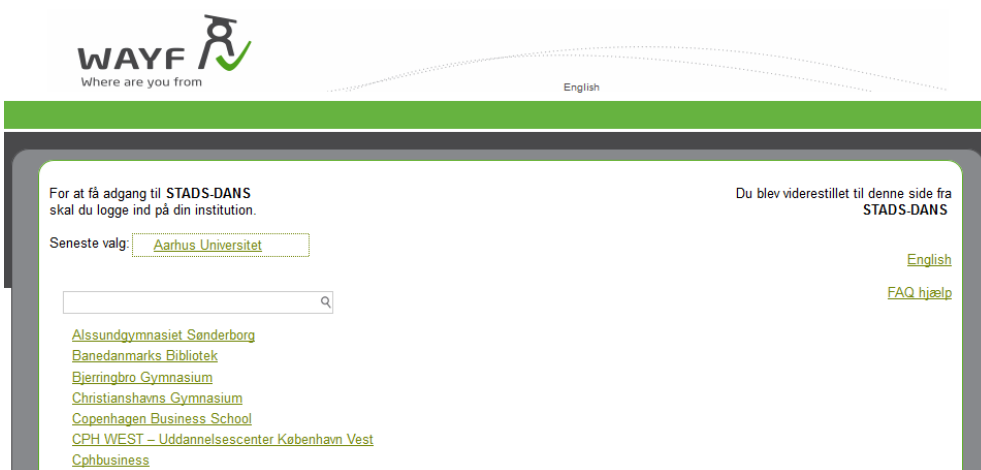 WAYF
Where are you from
English
For at få adgang til STADS-DANS
skal du logge ind på din institution.
Du blev viderestillet til denne side fra
STADS-DANS
Seneste valg: Aarhus Universitet
English
FAQ hjælp
Alssundgymnasiet Sønderborg
Banedanmarks Bibliotek
Bjerringbro Gymnasium
Christianshavns Gymnasium
Copenhagen Business School
CPH WEST – Uddannelsescenter København Vest
Cphbusiness